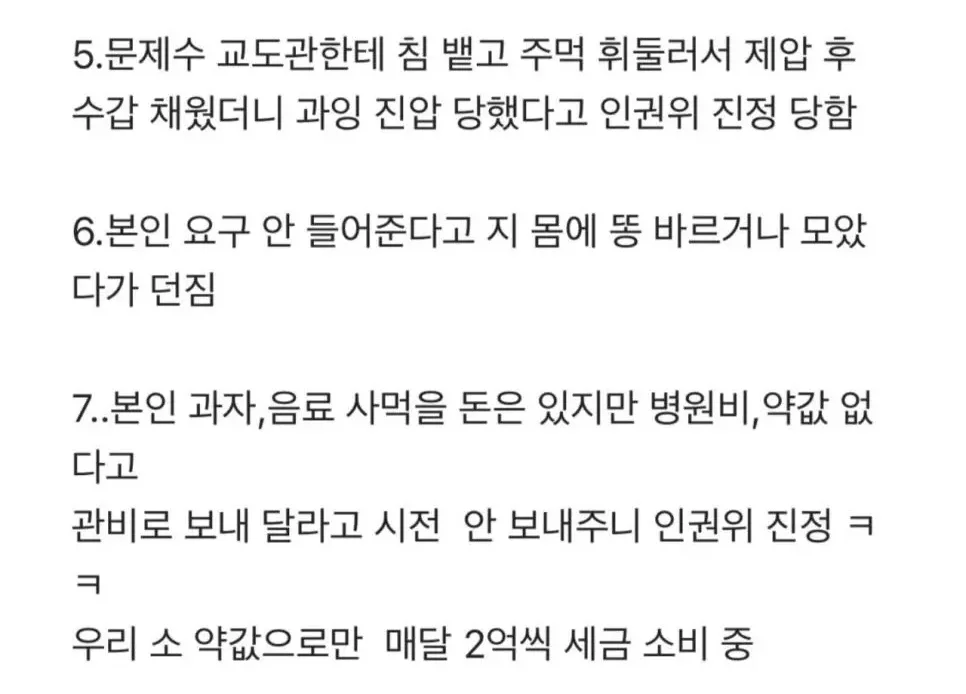 5.문제수 교도관한테 침 뱉고 주먹 휘둘러서 제압 후
수갑 채웠더니 과잉 진압 당했다고 인권위 진정 당함
6.본인 요구 안 들어준다고 지 몸에 똥 바르거나 모았
다가 던짐
7..본인 과자,음료 사먹을 돈은 있지만 병원비,약값 없
다고
관비로 보내 달라고 시전  안 보내주니 인권위 진정 ㅋ
ㅋ
우리 소 약값으로만  매달 2억씩 세금 소비 중